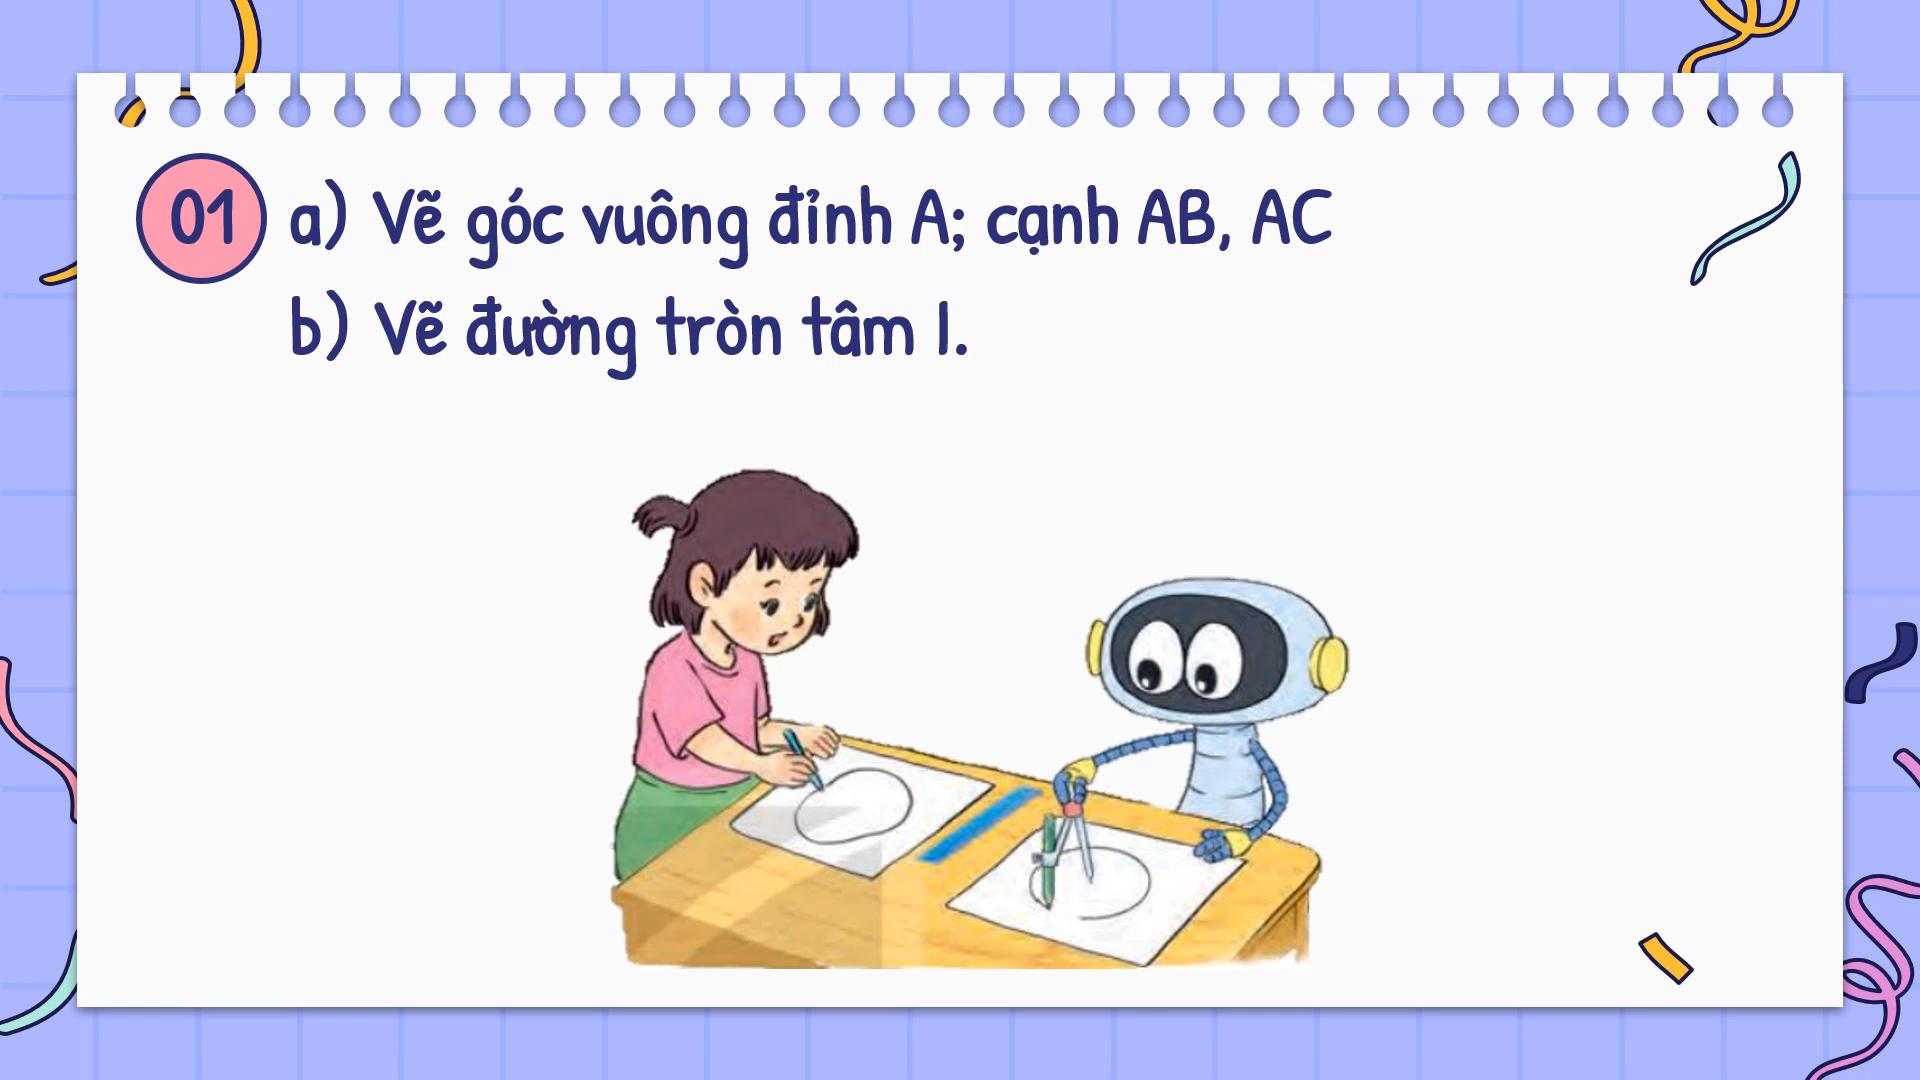 01 a) Vẽ góc vuông đỉnh A; cạnh AB, AC
b) Vẽ đường tròn tâm I.